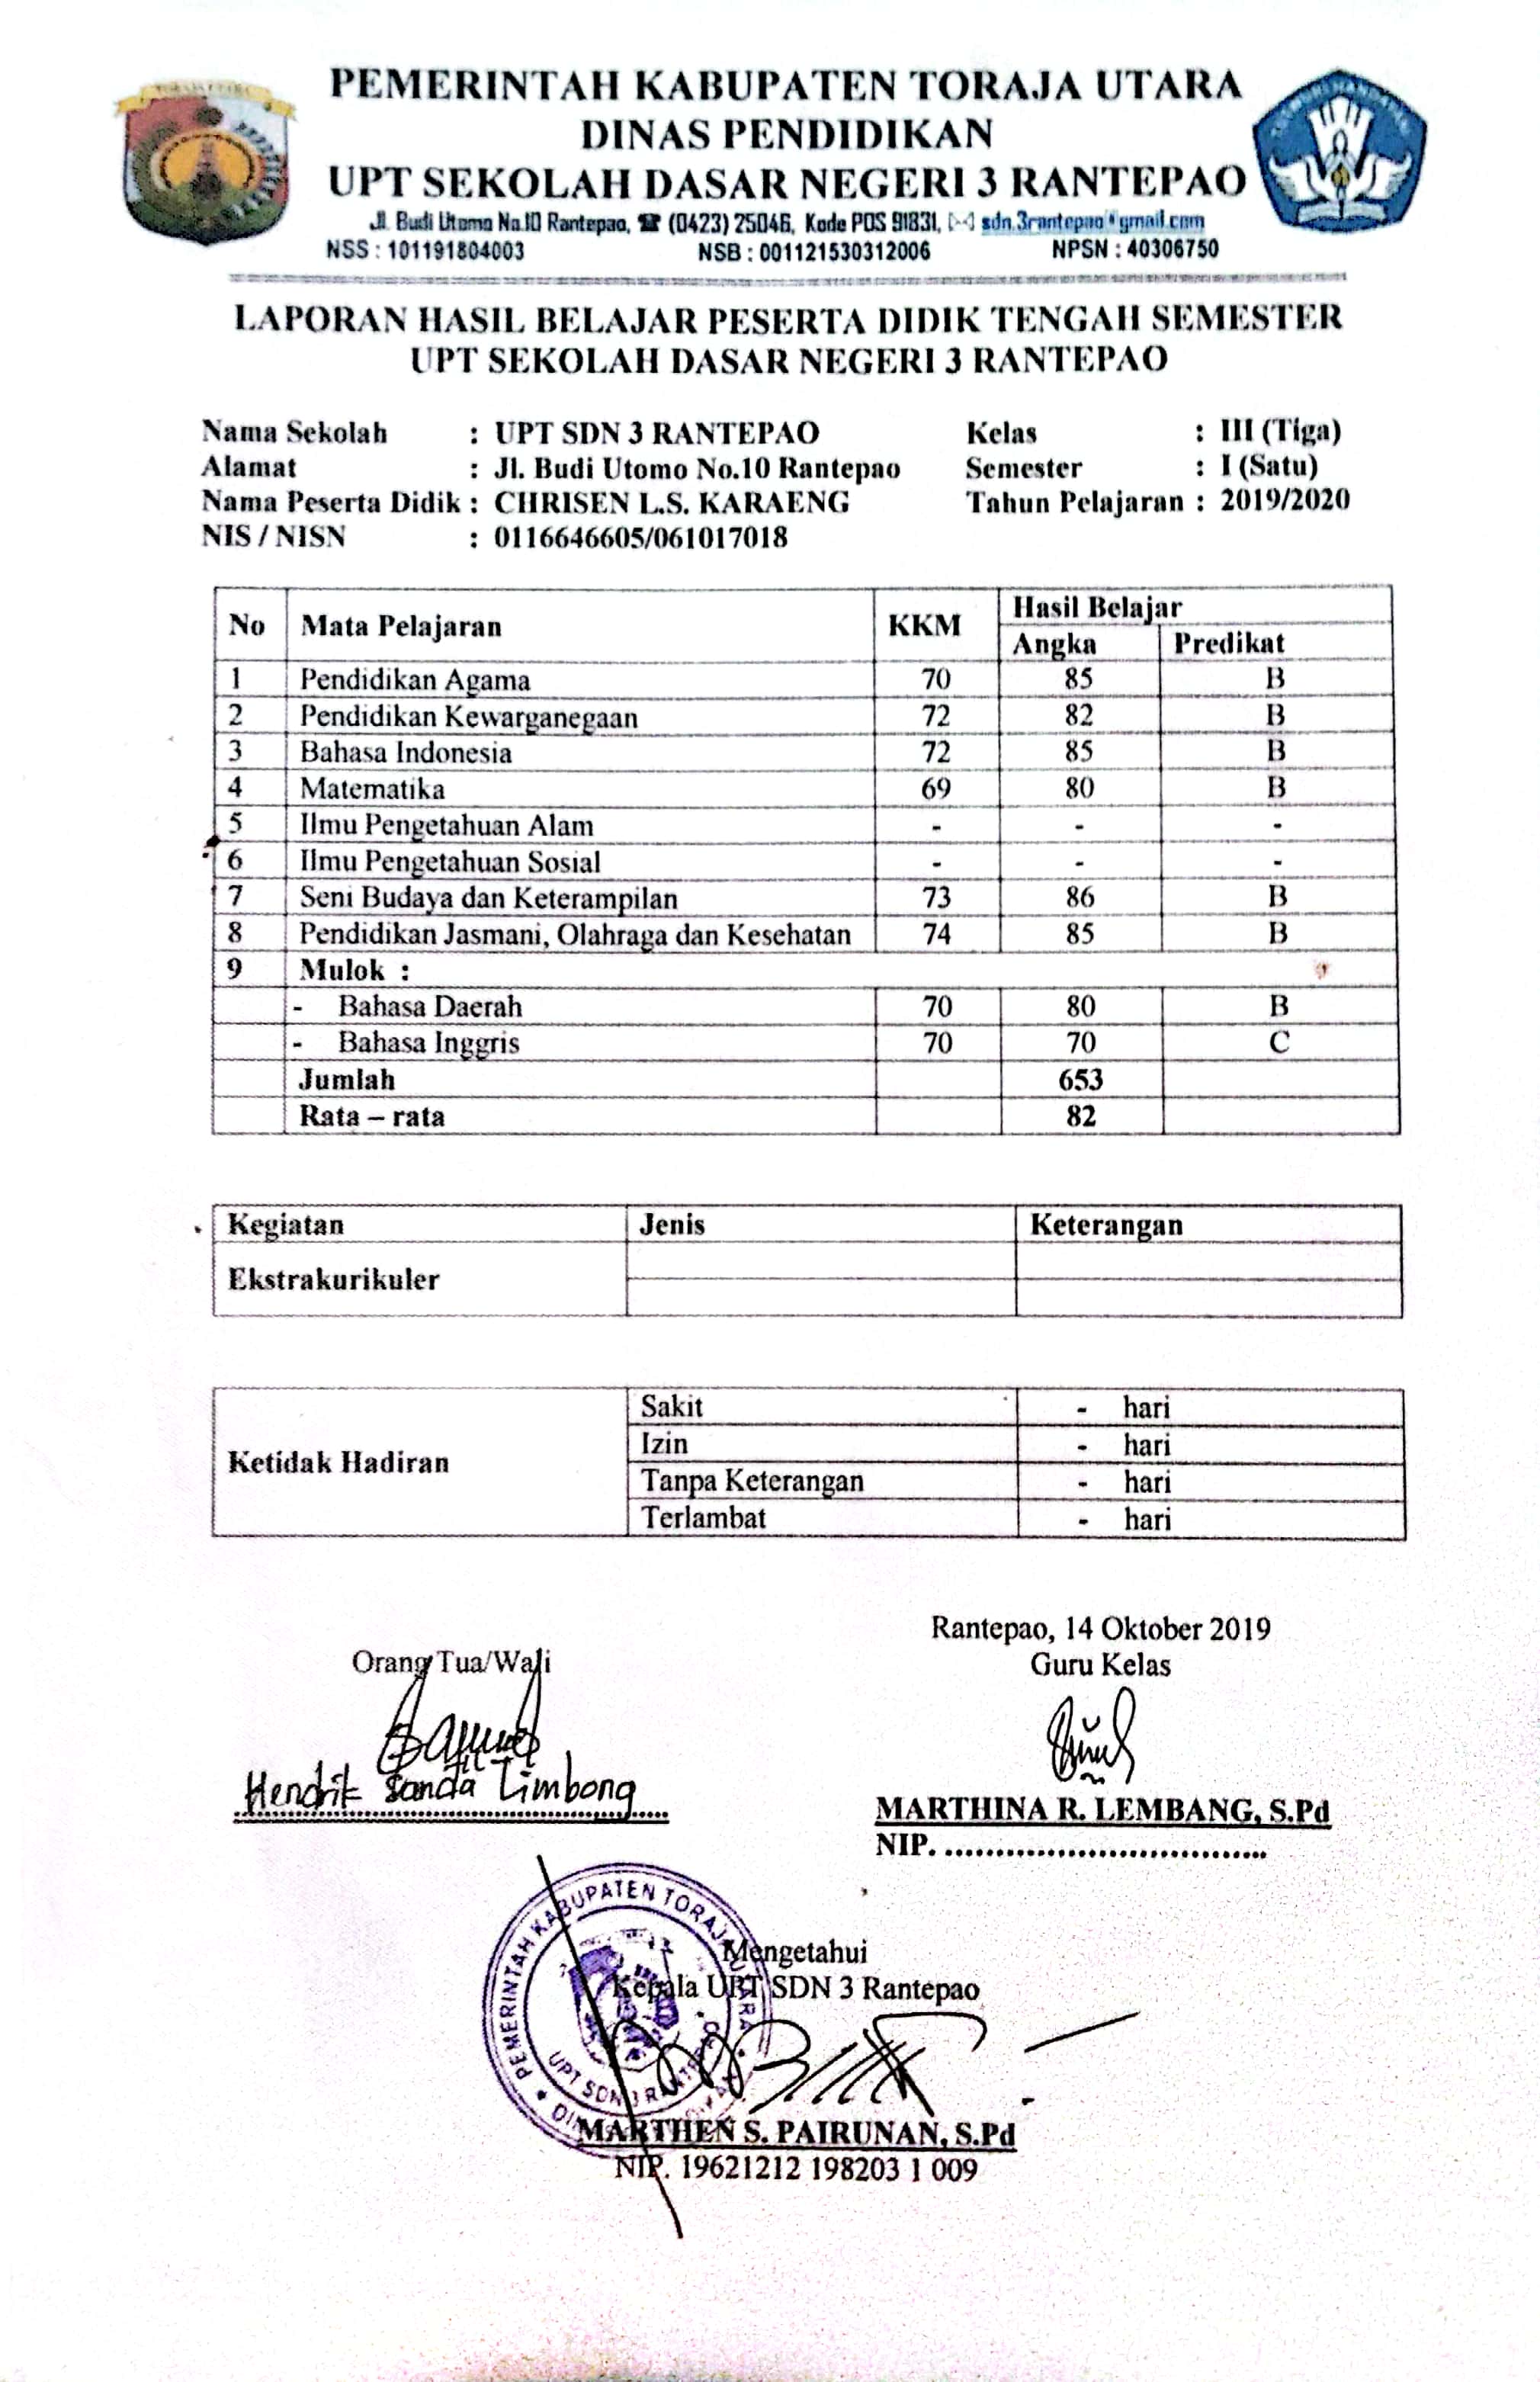 PEMERINTAH KABUPATEN TORAJA UTARA
DINAS PENDIDIKAN
UPT SEKOLAH DASAR NEGERI 3 RANTEPAO
Jl. Budi Utomo No.10 Rantepao, ☎ (0423) 25046, Kode POS 91831, ✉ sdn.3rantepao@gmail.com
NSS : 101191804003 NSB : 001121530312006 NPSN : 40306750
LAPORAN HASIL BELAJAR PESERTA DIDIK TENGAH SEMESTER
UPT SEKOLAH DASAR NEGERI 3 RANTEPAO
Nama Sekolah : UPT SDN 3 RANTEPAO Kelas : III (Tiga)
Alamat : Jl. Budi Utomo No.10 Rantepao Semester : I (Satu)
Nama Peserta Didik : CHRISEN L.S. KARAENG Tahun Pelajaran : 2019/2020
NIS / NISN : 0116646605/061017018
No Mata Pelajaran KKM Hasil Belajar
Angka Predikat
1 Pendidikan Agama 70 85 B
2 Pendidikan Kewarganegaan 72 82 B
3 Bahasa Indonesia 72 85 B
4 Matematika 69 80 B
5 Ilmu Pengetahuan Alam - - -
6 Ilmu Pengetahuan Sosial - - -
7 Seni Budaya dan Keterampilan 73 86 B
8 Pendidikan Jasmani, Olahraga dan Kesehatan 74 85 B
9 Mulok :
- Bahasa Daerah 70 80 B
- Bahasa Inggris 70 70 C
Jumlah 653
Rata – rata 82
Kegiatan Jenis Keterangan
Ekstrakurikuler
Ketidak Hadiran
Sakit - hari
Izin - hari
Tanpa Keterangan - hari
Terlambat - hari
Rantepao, 14 Oktober 2019
Orang Tua/Wali Guru Kelas
Hendrik Sanda Limbong
MARTHINA R. LEMBANG, S.Pd
NIP. ................................
PEMERINTAH KABUPATEN TORAJA UTARA
UPT SDN 3 RANTEPAO
Mengetahui
Kepala UPT SDN 3 Rantepao
MARTHEN S. PAIRUNAN, S.Pd
NIP. 19621212 198203 1 009